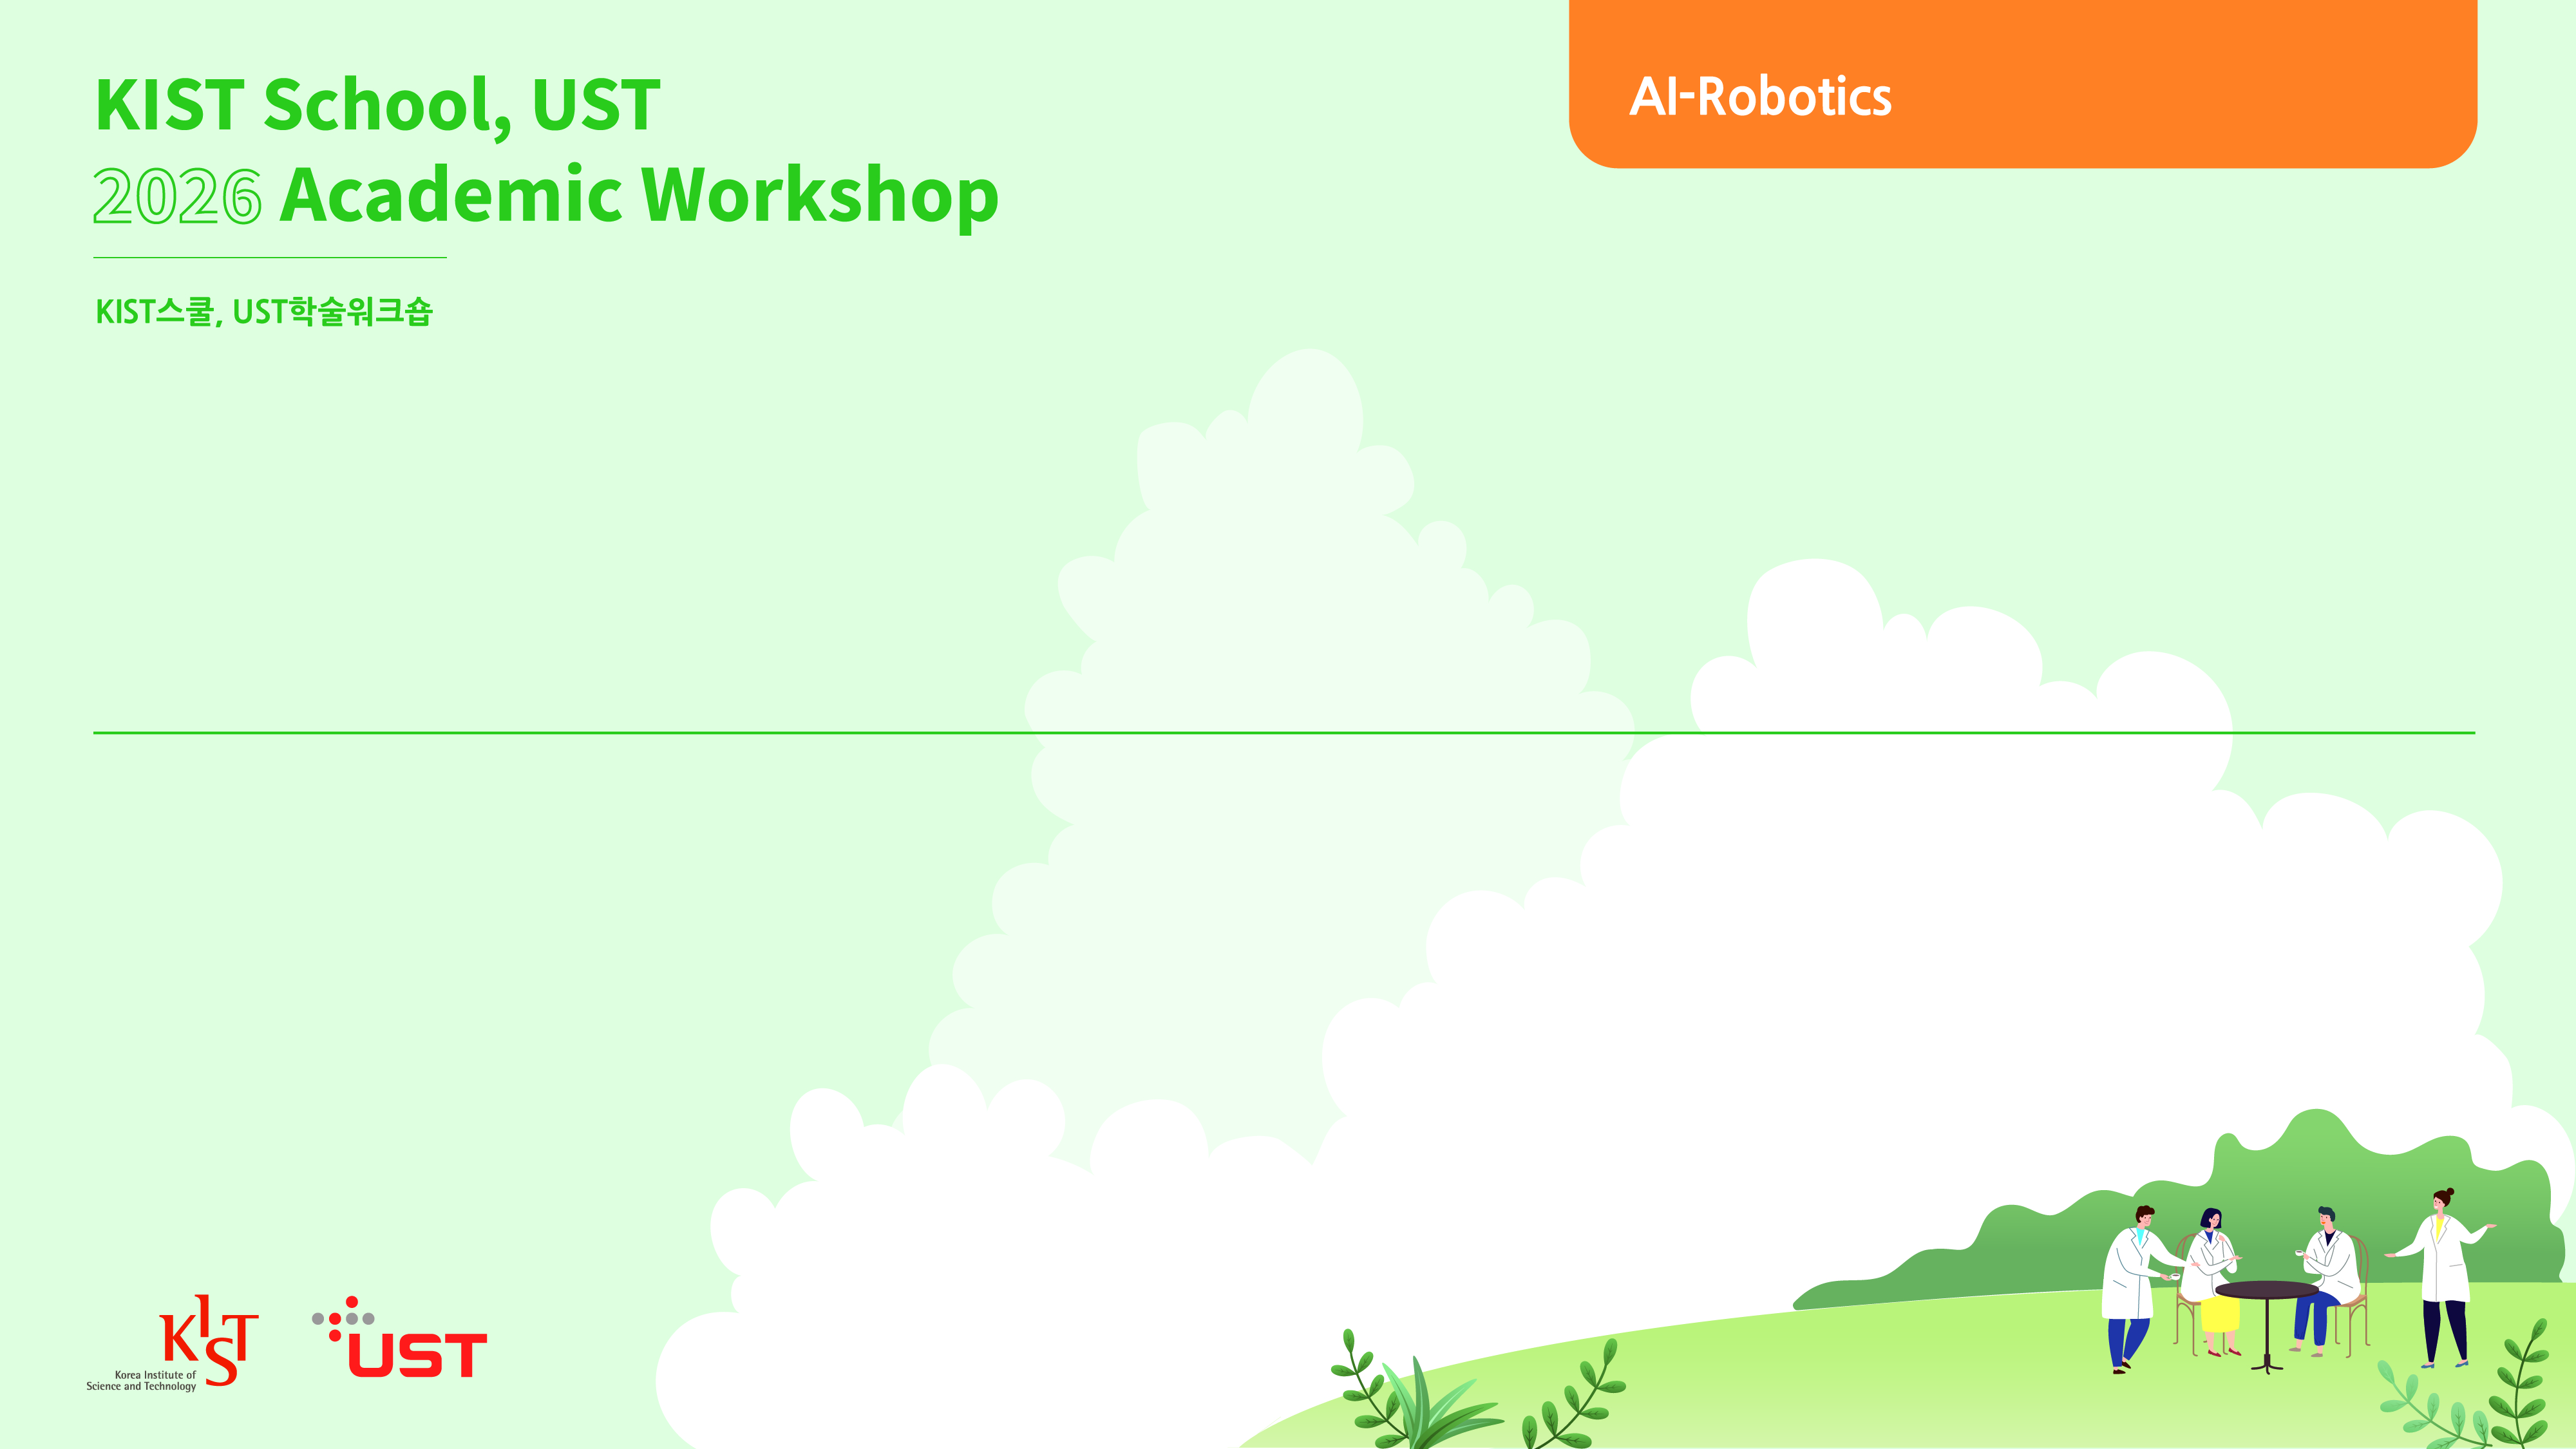 KIST School, UST
2026 Academic Workshop
KIST스쿨, UST학술워크숍
AI-Robotics
KIST
Korea Institute of
Science and Technology
UST